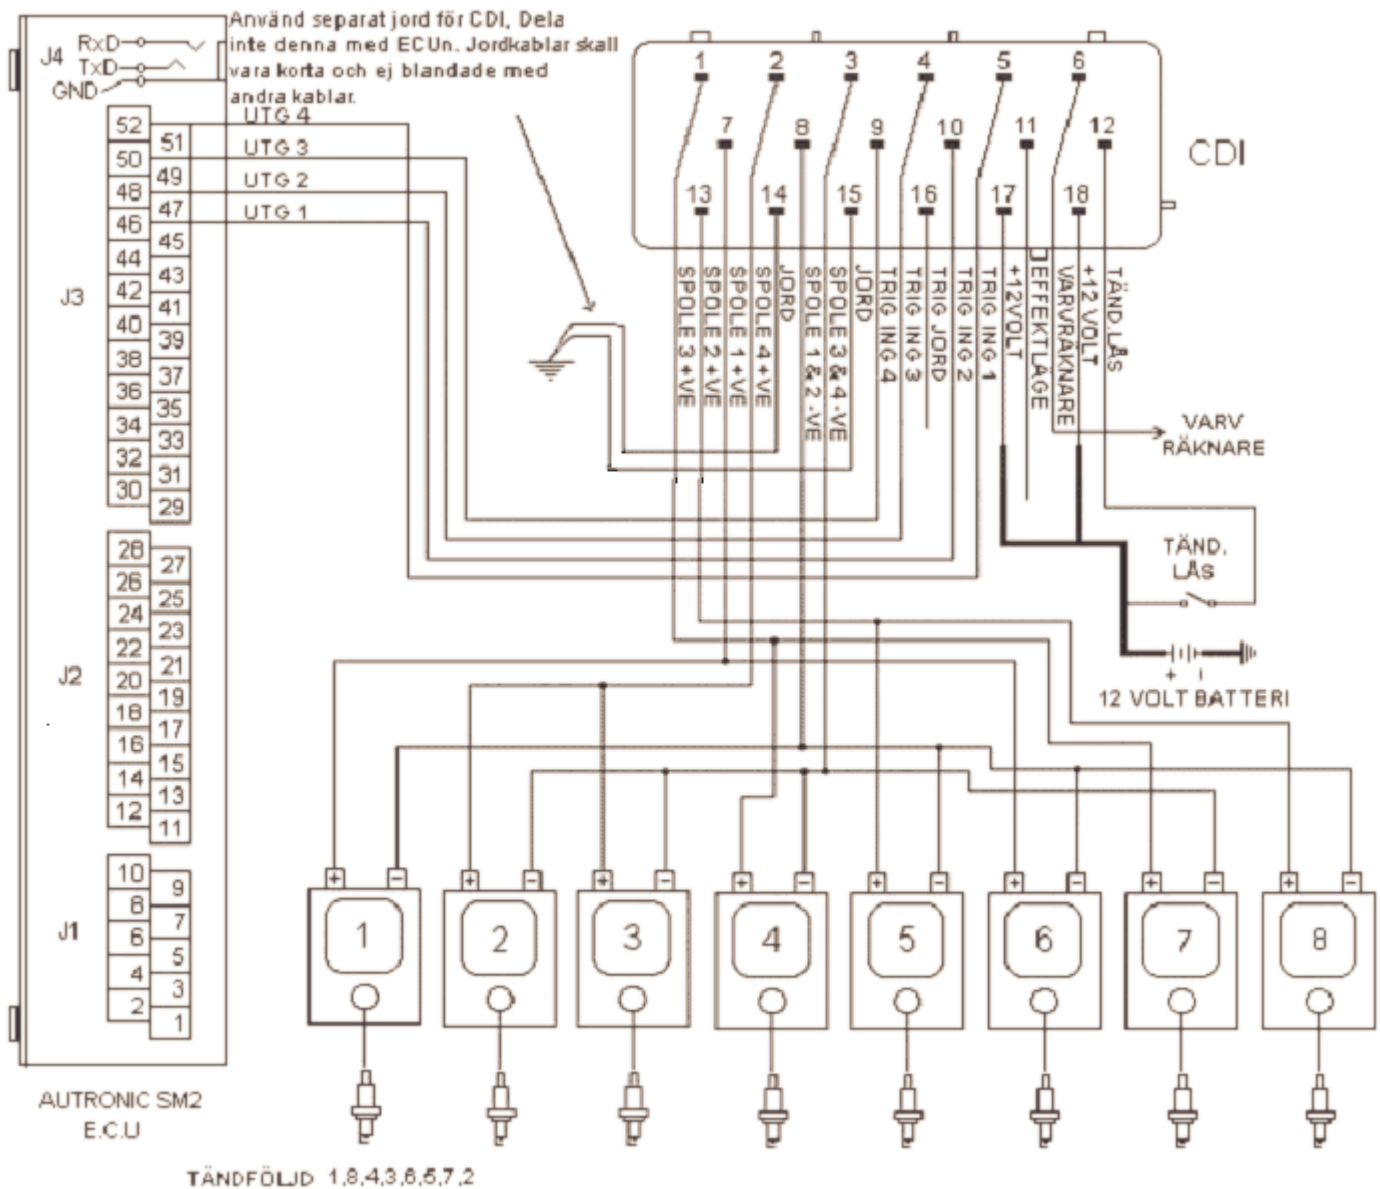 Använd separat jord för CDI, Dela
inte denna med ECUn. Jordkablar skall
vara korta och ej blandade med
andra kablar.
J4
RxD
TxD
GND
UTG 4
UTG 3
UTG 2
UTG 1
J3
52
51
50
49
48
47
46
45
44
43
42
41
40
39
38
37
36
35
34
33
32
31
30
29
J2
28
27
26
25
24
23
22
21
20
19
18
17
16
15
14
13
12
11
J1
10
9
8
7
6
5
4
3
2
1
AUTRONIC SM2
E.C.U
CDI
1 2 3 4 5 6
7 8 9 10 11 12
13 14 15 16 17 18
SPOLE 3 +VE
SPOLE 2 +VE
SPOLE 1 +VE
SPOLE 4 +VE
JORD
SPOLE 1 & 2 -VE
SPOLE 3 & 4 -VE
JORD
TRIG ING 4
TRIG ING 3
TRIG JORD
TRIG ING 2
TRIG ING 1
+12VOLT
EFFEKTLÄGE
VARVRÄKNARE
+12 VOLT
TÄND.LÅS
VARV
RÄKNARE
TÄND.
LÅS
+ -
12 VOLT BATTERI
+ - + - + - + - + - + - + - + -
1 2 3 4 5 6 7 8
TÄNDFÖLJD 1,8,4,3,6,5,7,2